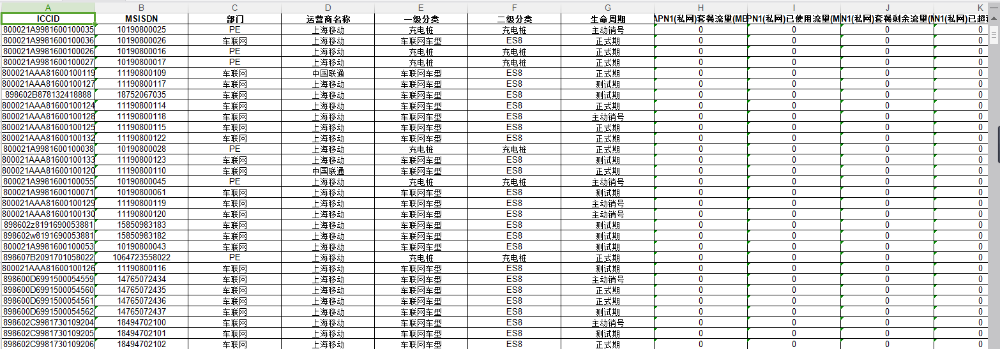 A B C D E F G H I J K
ICCID MSISDN 部门 运营商名称 一级分类 二级分类 生命周期 APN1(私网)套餐流量(MB PN1(私网)已使用流量(M N1(私网)套餐剩余流量(M N1(私网)已超
800021A9981600100035 10190800025 PE 上海移动 充电桩 充电桩 主动销号 0 0 0 0
800021A9981600100036 10190800026 车联网 上海移动 车联网车型 ES8 正式期 0 0 0 0
800021A9981600100026 10190800016 PE 上海移动 充电桩 充电桩 正式期 0 0 0 0
800021A9981600100027 10190800017 PE 上海移动 充电桩 充电桩 正式期 0 0 0 0
800021AAA81600100119 11190800109 车联网 中国联通 车联网车型 ES8 正式期 0 0 0 0
800021AAA81600100127 11190800117 车联网 上海移动 车联网车型 ES8 测试期 0 0 0 0
898602B878132418888 18752067035 车联网 上海移动 车联网车型 ES8 测试期 0 0 0 0
800021AAA81600100124 11190800114 车联网 上海移动 车联网车型 ES8 正式期 0 0 0 0
800021AAA81600100128 11190800118 车联网 上海移动 车联网车型 ES8 主动销号 0 0 0 0
800021AAA81600100125 11190800115 车联网 上海移动 车联网车型 ES8 正式期 0 0 0 0
800021AAA81600100132 11190800122 车联网 上海移动 车联网车型 ES8 正式期 0 0 0 0
800021A9981600100038 10190800028 PE 上海移动 充电桩 充电桩 正式期 0 0 0 0
800021AAA81600100133 11190800123 车联网 上海移动 车联网车型 ES8 测试期 0 0 0 0
800021AAA81600100120 11190800110 车联网 中国联通 车联网车型 ES8 正式期 0 0 0 0
800021A9981600100055 10190800045 PE 上海移动 充电桩 充电桩 主动销号 0 0 0 0
800021A9981600100071 10190800061 车联网 上海移动 车联网车型 ES8 测试期 0 0 0 0
800021AAA81600100129 11190800119 车联网 上海移动 车联网车型 ES8 主动销号 0 0 0 0
800021AAA81600100130 11190800120 车联网 上海移动 车联网车型 ES8 主动销号 0 0 0 0
898602z8191690053881 15850983183 车联网 上海移动 车联网车型 ES8 测试期 0 0 0 0
898602w8191690053881 15850983182 车联网 上海移动 车联网车型 ES8 测试期 0 0 0 0
800021A9981600100053 10190800043 车联网 上海移动 车联网车型 ES8 测试期 0 0 0 0
898607B2091701058022 1064723558022 PE 上海移动 充电桩 充电桩 正式期 0 0 0 0
800021AAA81600100126 11190800116 车联网 上海移动 车联网车型 ES8 测试期 0 0 0 0
898600D6991500054559 14765072434 车联网 上海移动 车联网车型 ES8 主动销号 0 0 0 0
898600D6991500054560 14765072435 车联网 上海移动 车联网车型 ES8 正式期 0 0 0 0
898600D6991500054561 14765072436 车联网 上海移动 车联网车型 ES8 正式期 0 0 0 0
898600D6991500054562 14765072437 车联网 上海移动 车联网车型 ES8 测试期 0 0 0 0
898602C9981730109204 18494702100 车联网 上海移动 车联网车型 ES8 主动销号 0 0 0 0
898602C9981730109205 18494702101 车联网 上海移动 车联网车型 ES8 测试期 0 0 0 0
898602C9981730109206 18494702102 车联网 上海移动 车联网车型 ES8 正式期 0 0 0 0